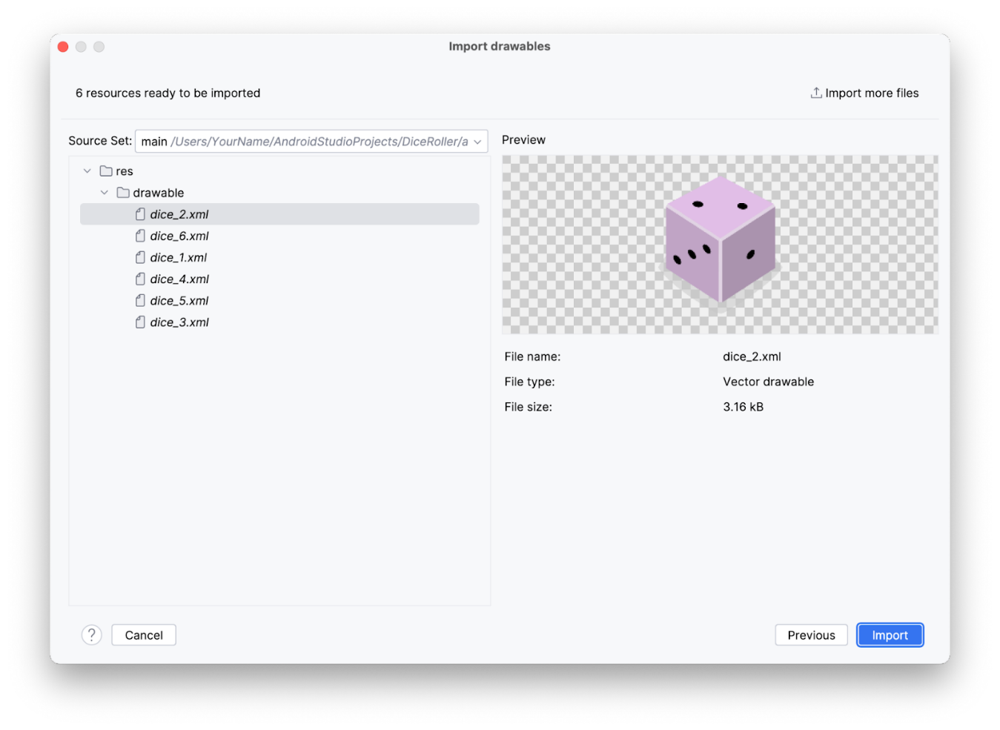 Import drawables
6 resources ready to be imported
Import more files
Source Set: main /Users/YourName/AndroidStudioProjects/DiceRoller/a
Preview
res
drawable
dice_2.xml
dice_6.xml
dice_1.xml
dice_4.xml
dice_5.xml
dice_3.xml
File name: dice_2.xml
File type: Vector drawable
File size: 3.16 kB
? Cancel
Previous Import